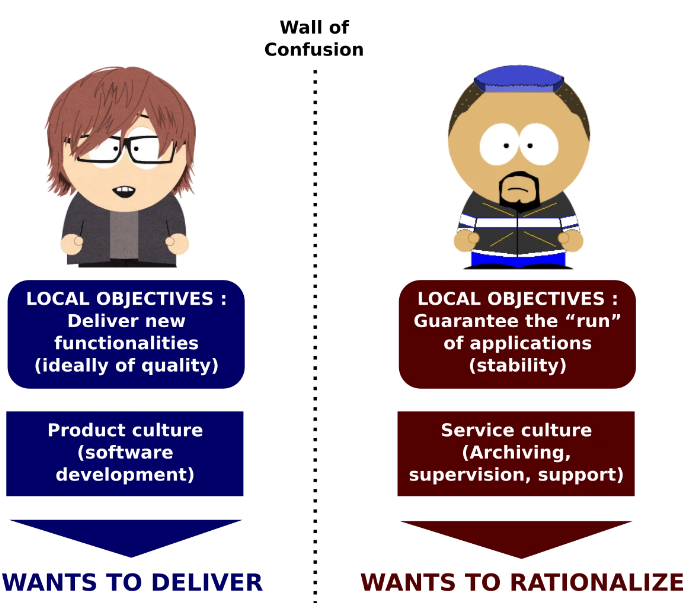 Wall of
Confusion
LOCAL OBJECTIVES :
Deliver new
functionalities
(ideally of quality)
Product culture
(software
development)
WANTS TO DELIVER
LOCAL OBJECTIVES :
Guarantee the “run”
of applications
(stability)
Service culture
(Archiving,
supervision, support)
WANTS TO RATIONALIZE